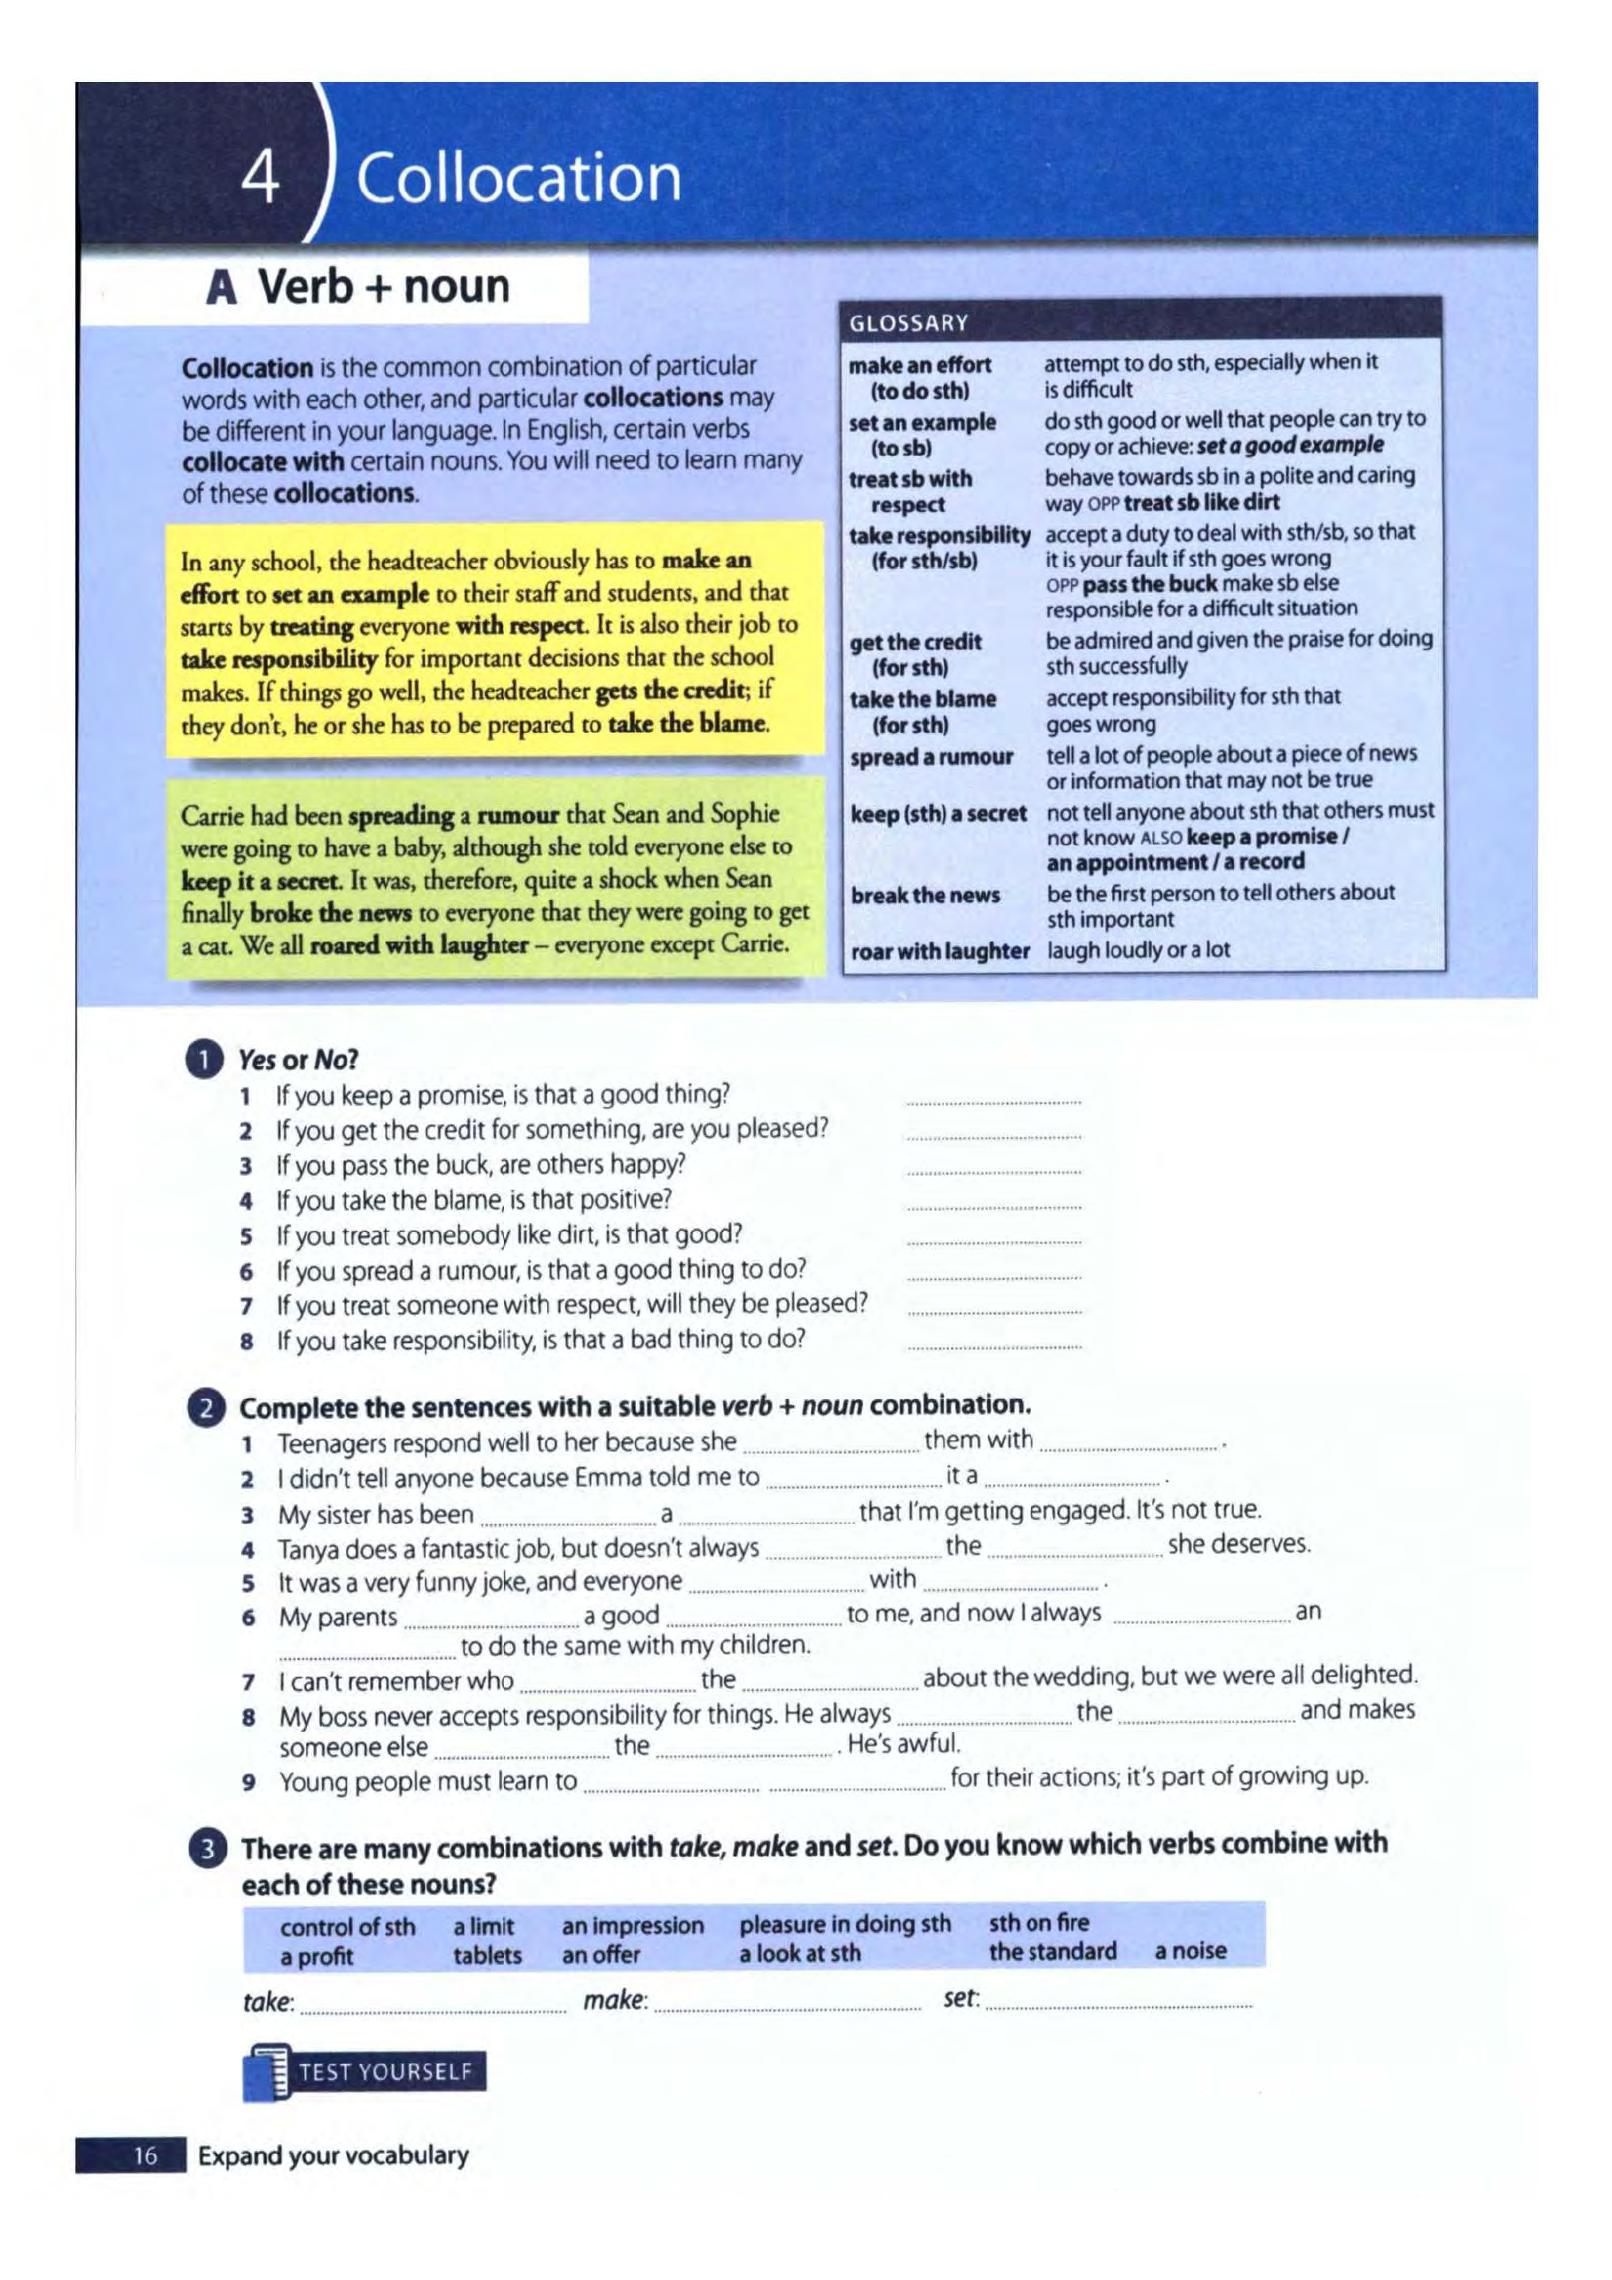 4 Collocation
A Verb + noun
Collocation is the common combination of particular
words with each other, and particular collocations may
be different in your language. In English, certain verbs
collocate with certain nouns. You will need to learn many
of these collocations.
In any school, the headteacher obviously has to make an
effort to set an example to their staff and students, and that
starts by treating everyone with respect. It is also their job to
take responsibility for important decisions that the school
makes. If things go well, the headteacher gets the credit; if
they don't, he or she has to be prepared to take the blame.
Carrie had been spreading a rumour that Sean and Sophie
were going to have a baby, although she told everyone else to
keep it a secret. It was, therefore, quite a shock when Sean
finally broke the news to everyone that they were going to get
a cat. We all roared with laughter – everyone except Carrie.
GLOSSARY
make an effort attempt to do sth, especially when it
(to do sth) is difficult
set an example do sth good or well that people can try to
(to sb) copy or achieve: set a good example
treat sb with behave towards sb in a polite and caring
respect way OPP treat sb like dirt
take responsibility accept a duty to deal with sth/sb, so that
(for sth/sb) it is your fault if sth goes wrong
OPP pass the buck make sb else
responsible for a difficult situation
get the credit be admired and given the praise for doing
(for sth) sth successfully
take the blame accept responsibility for sth that
(for sth) goes wrong
spread a rumour tell a lot of people about a piece of news
or information that may not be true
keep (sth) a secret not tell anyone about sth that others must
not know ALSO keep a promise /
an appointment / a record
break the news be the first person to tell others about
sth important
roar with laughter laugh loudly or a lot
1 Yes or No?
1 If you keep a promise, is that a good thing? ........
2 If you get the credit for something, are you pleased? ........
3 If you pass the buck, are others happy? ........
4 If you take the blame, is that positive? ........
5 If you treat somebody like dirt, is that good? ........
6 If you spread a rumour, is that a good thing to do? ........
7 If you treat someone with respect, will they be pleased? ........
8 If you take responsibility, is that a bad thing to do? ........
2 Complete the sentences with a suitable verb + noun combination.
1 Teenagers respond well to her because she ........ them with ........ .
2 I didn't tell anyone because Emma told me to ........ it a ........ .
3 My sister has been ........ a ........ that I'm getting engaged. It's not true.
4 Tanya does a fantastic job, but doesn't always ........ the ........ she deserves.
5 It was a very funny joke, and everyone ........ with ........ .
6 My parents ........ a good ........ to me, and now I always ........ an
........ to do the same with my children.
7 I can't remember who ........ the ........ about the wedding, but we were all delighted.
8 My boss never accepts responsibility for things. He always ........ the ........ and makes
someone else ........ the ........ . He's awful.
9 Young people must learn to ........ ........ for their actions; it's part of growing up.
3 There are many combinations with take, make and set. Do you know which verbs combine with
each of these nouns?
control of sth a limit an impression pleasure in doing sth sth on fire
a profit tablets an offer a look at sth the standard a noise
take: ........ make: ........ set: ........
TEST YOURSELF
16 Expand your vocabulary